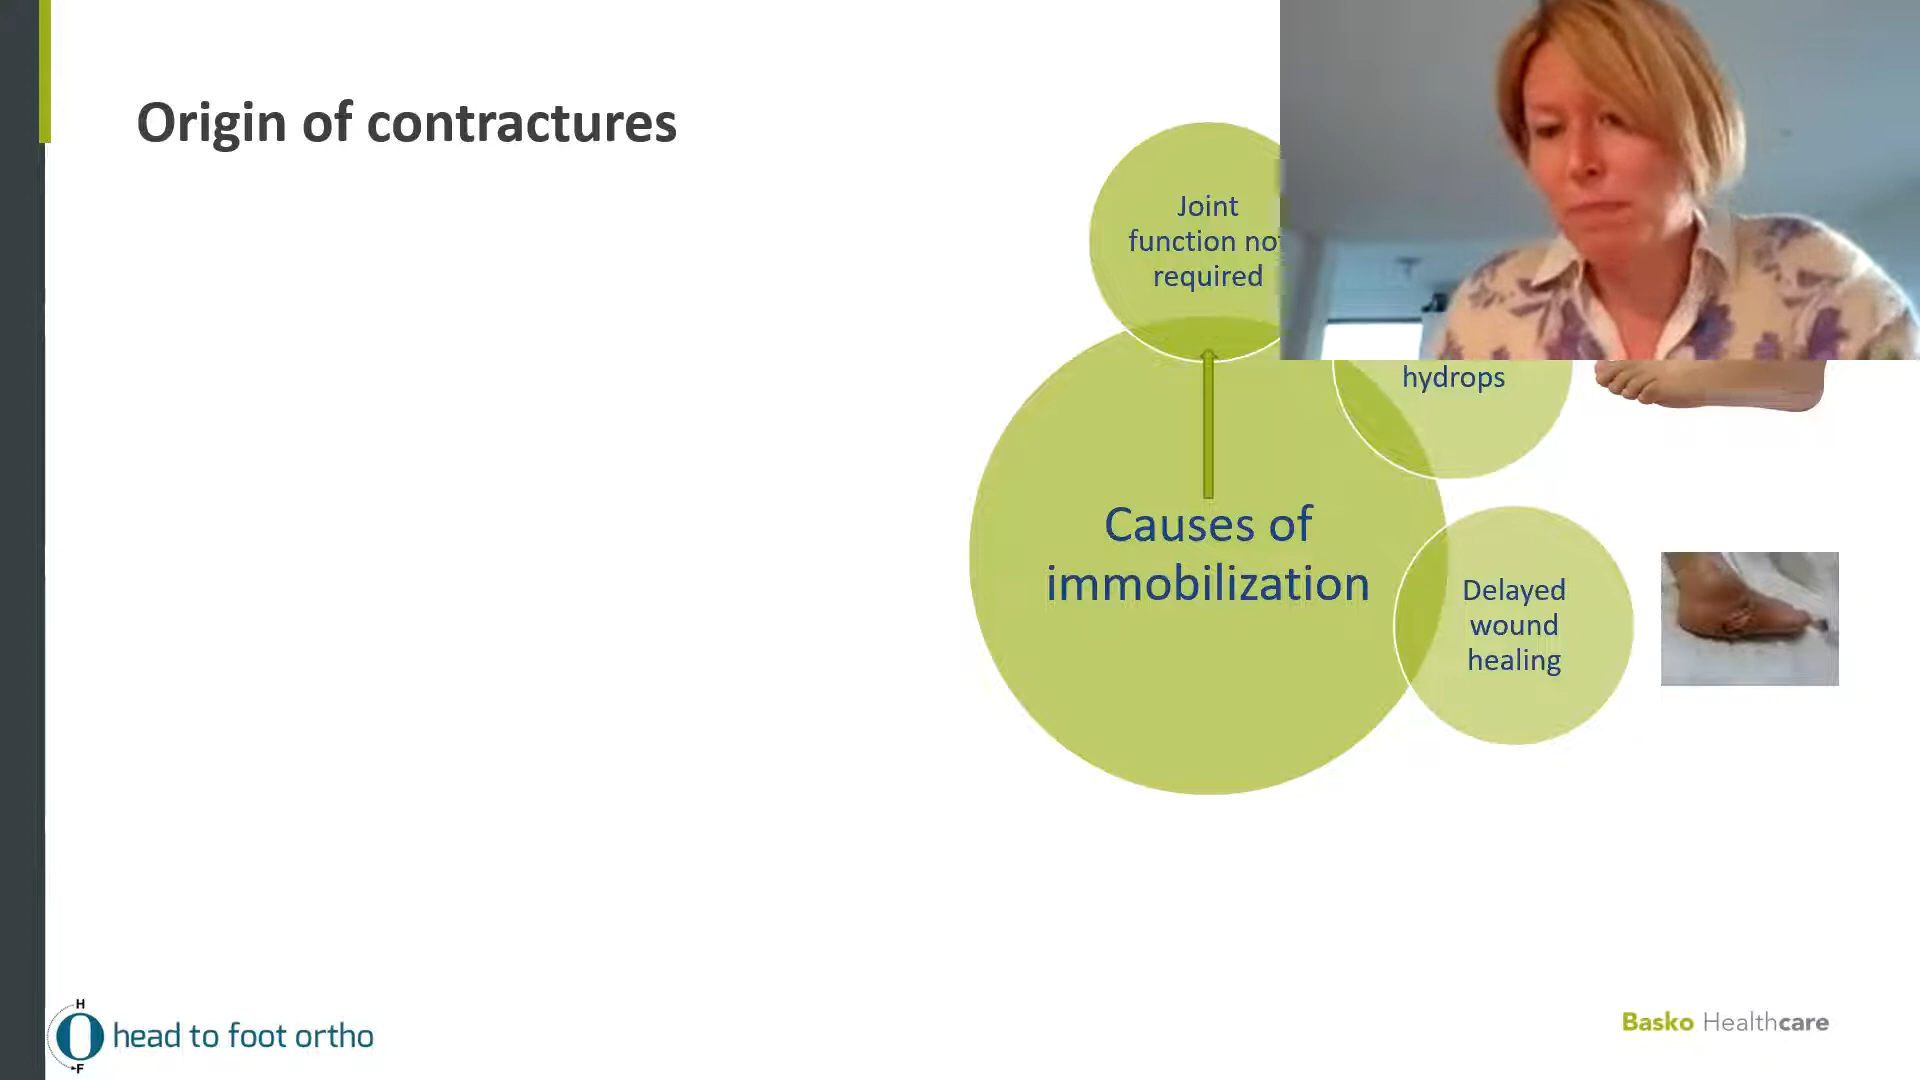 Origin of contractures
Joint
function not
required
hydrops
Causes of
immobilization
Delayed
wound
healing
H
head to foot ortho
F
Basko Healthcare